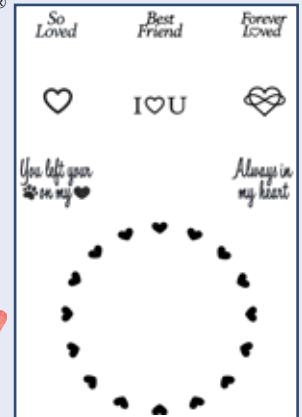 So
Loved
Best
Friend
Forever
Loved
I♡U
You left your
🐾 on my ♥
Always in
my heart